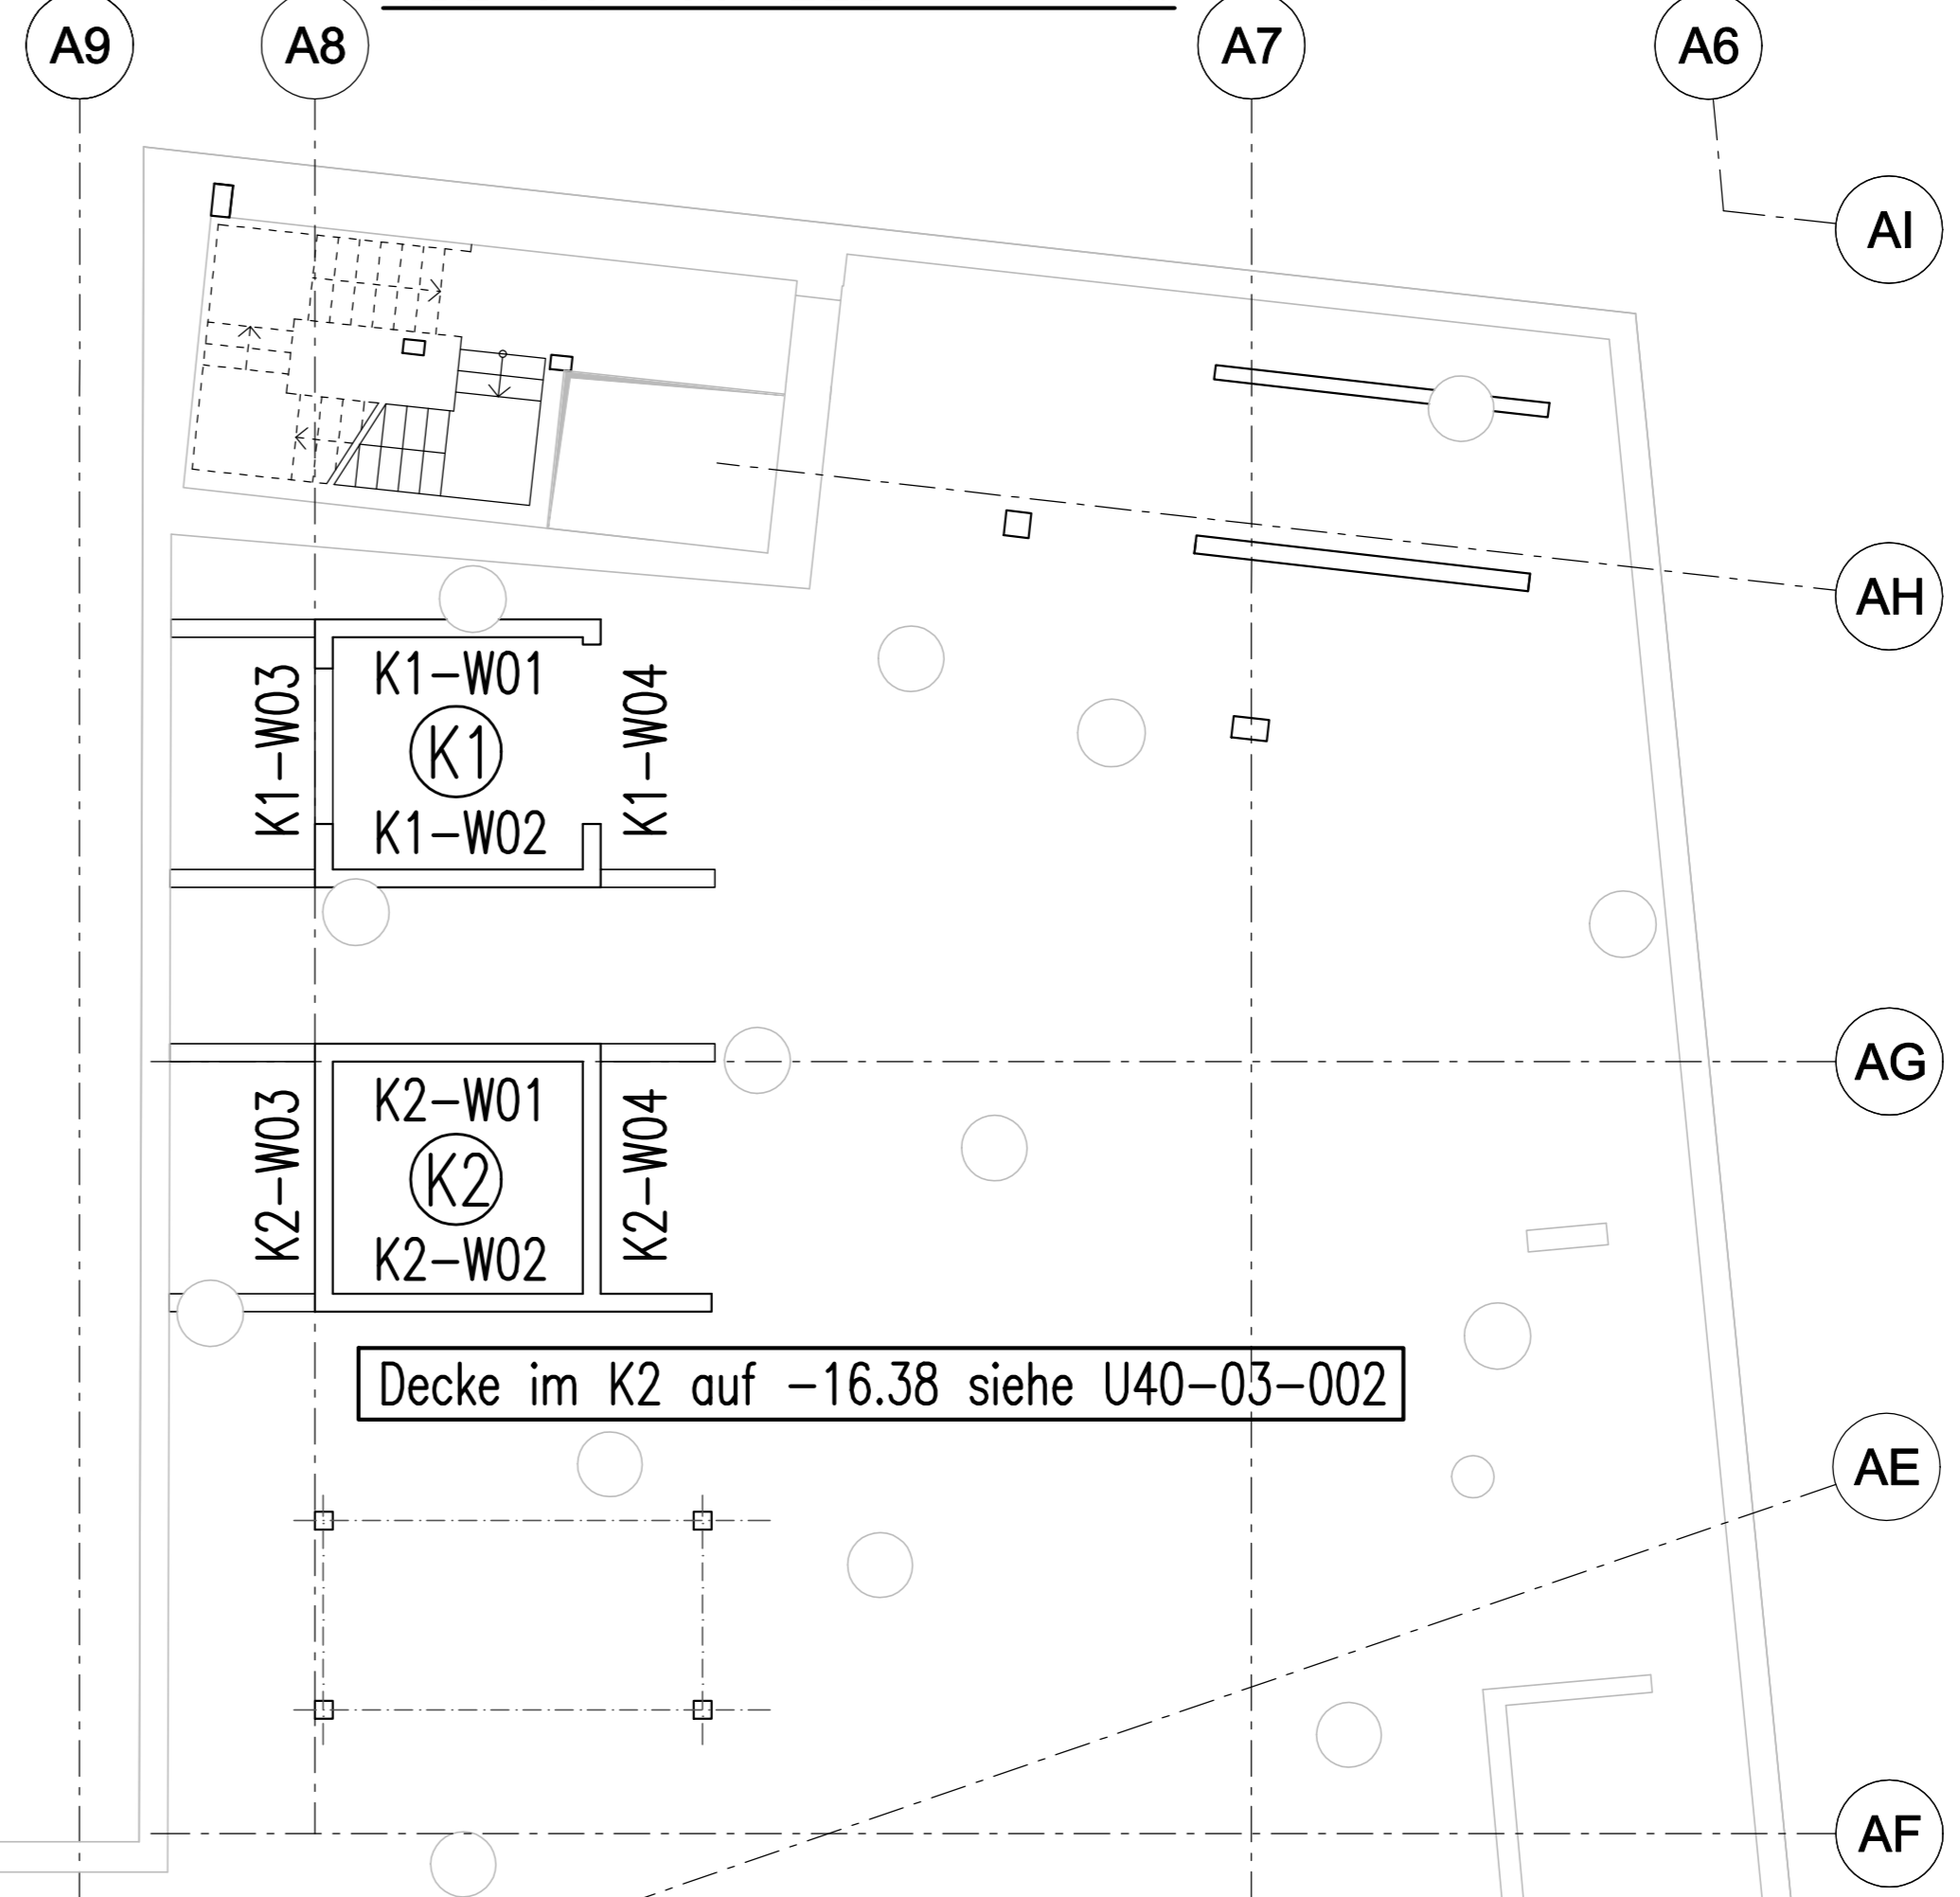 A9
A8
A7
A6
AI
AH
K1-W03
K1-W01
K1
K1-W02
K1-W04
AG
K2-W03
K2-W01
K2
K2-W02
K2-W04
Decke im K2 auf -16.38 siehe U40-03-002
AE
AF